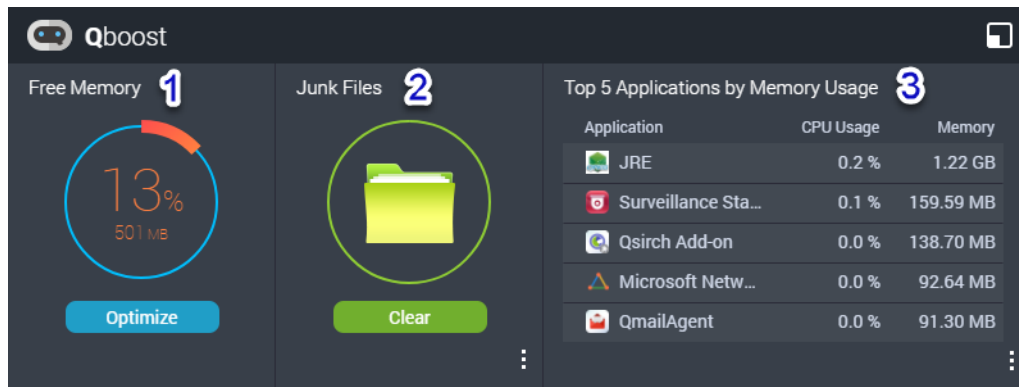 Qboost
Free Memory 1
13%
501 MB
Optimize
Junk Files 2
Clear
Top 5 Applications by Memory Usage 3
Application CPU Usage Memory
JRE 0.2 % 1.22 GB
Surveillance Sta... 0.1 % 159.59 MB
Qsirch Add-on 0.0 % 138.70 MB
Microsoft Netw... 0.0 % 92.64 MB
QmailAgent 0.0 % 91.30 MB